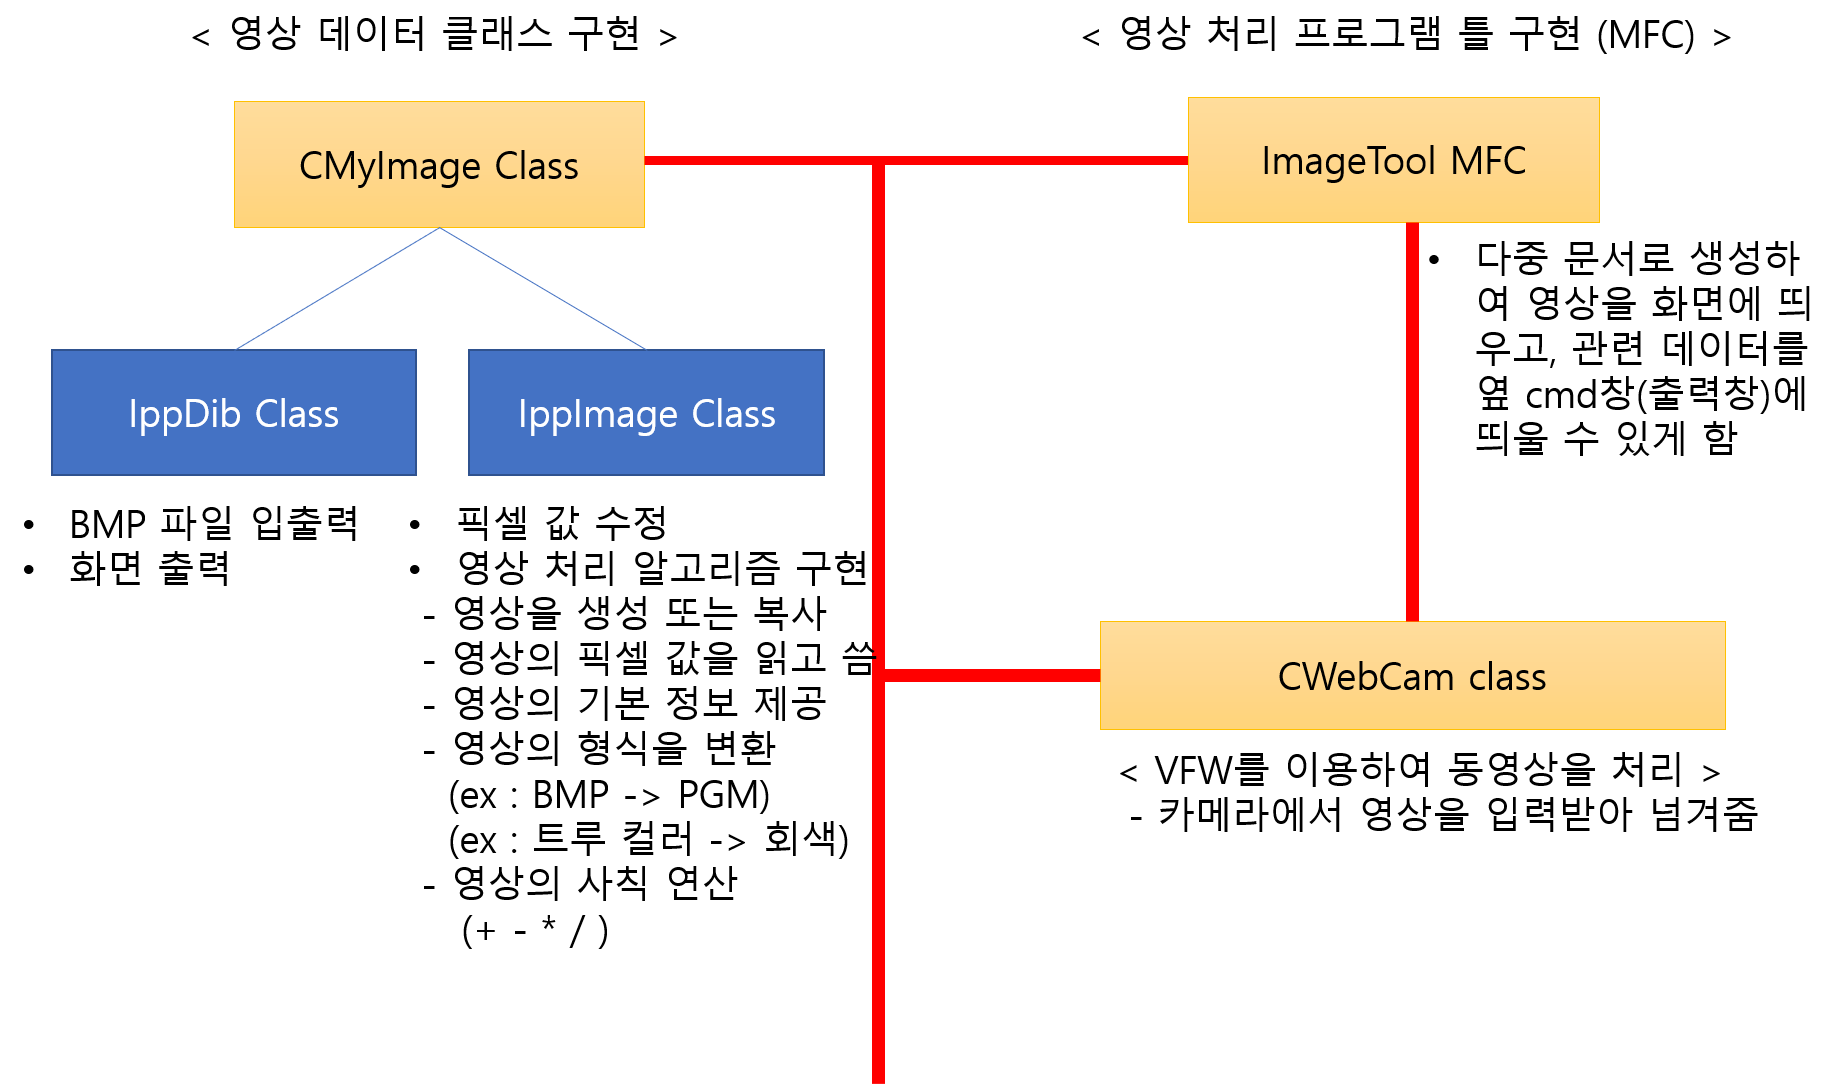 < 영상 데이터 클래스 구현 >
< 영상 처리 프로그램 틀 구현 (MFC) >
CMyImage Class
ImageTool MFC
• 다중 문서로 생성하
여 영상을 화면에 띄
우고, 관련 데이터를
옆 cmd창(출력창)에
띄울 수 있게 함
IppDib Class
IppImage Class
• BMP 파일 입출력
• 화면 출력
• 픽셀 값 수정
• 영상 처리 알고리즘 구현
- 영상을 생성 또는 복사
- 영상의 픽셀 값을 읽고 씀
- 영상의 기본 정보 제공
- 영상의 형식을 변환
(ex : BMP -> PGM)
(ex : 트루 컬러 -> 회색)
- 영상의 사칙 연산
(+ - * / )
CWebCam class
< VFW를 이용하여 동영상을 처리 >
- 카메라에서 영상을 입력받아 넘겨줌